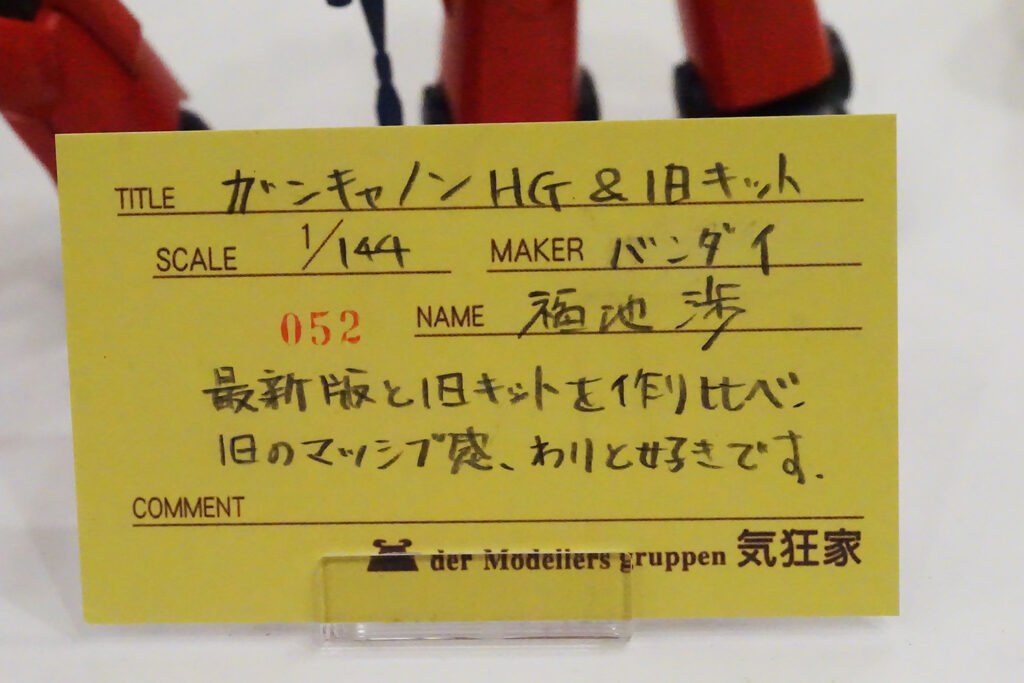 TITLE ガンキャノン HG & 旧キット
SCALE 1/144 MAKER バンダイ
052 NAME 福池 渉
最新版と旧キットを作り比べ。
旧のマッシブ感、わりと好きです.
COMMENT
der Modellers gruppen 気狂家